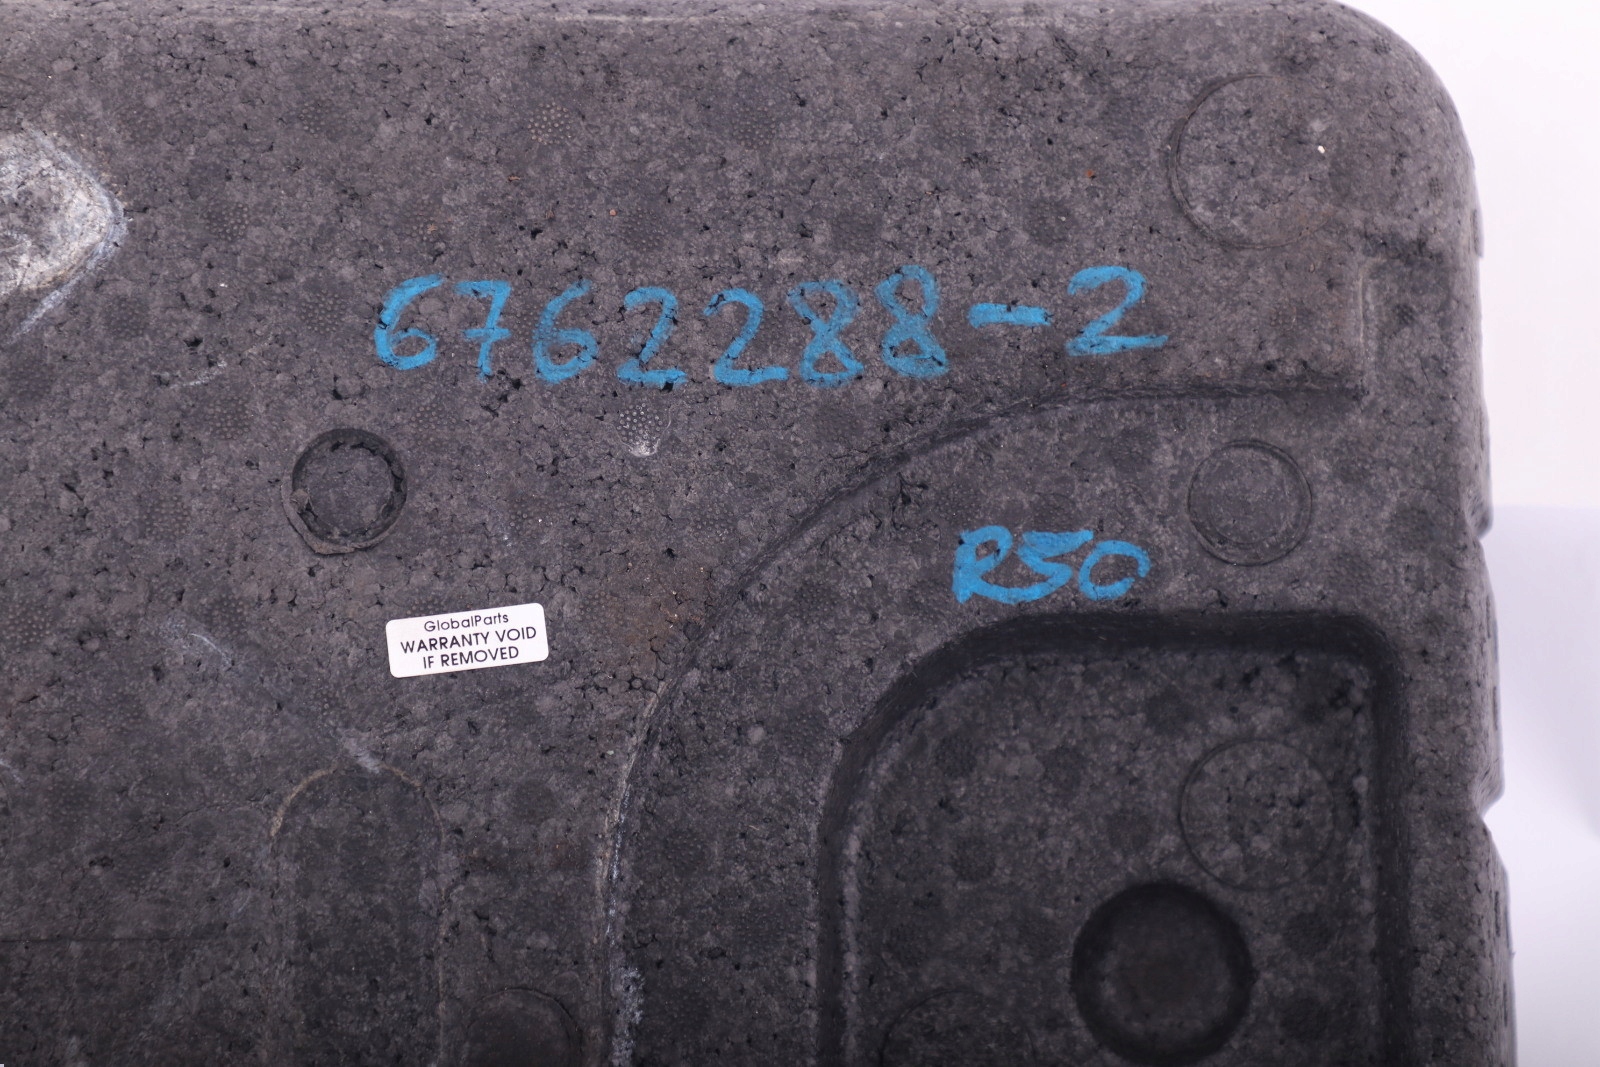 6762288-2
R50
GlobalParts
WARRANTY VOID
IF REMOVED